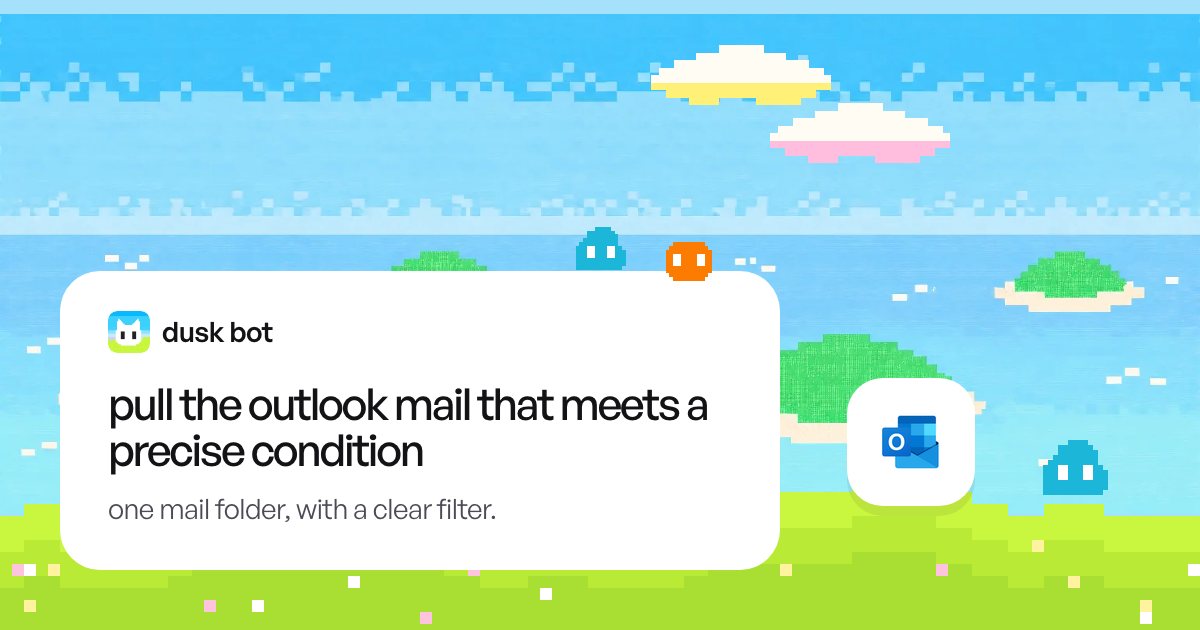 dusk bot
pull the outlook mail that meets a
precise condition
one mail folder, with a clear filter.
O